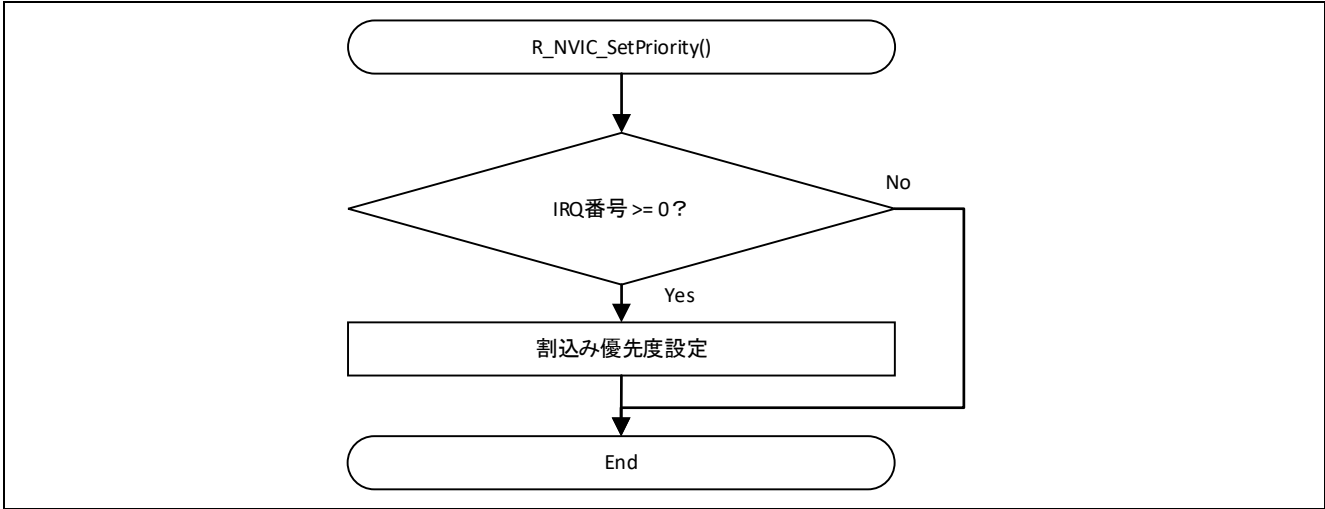 R_NVIC_SetPriority()
IRQ番号 >= 0？
No
Yes
割込み優先度設定
End